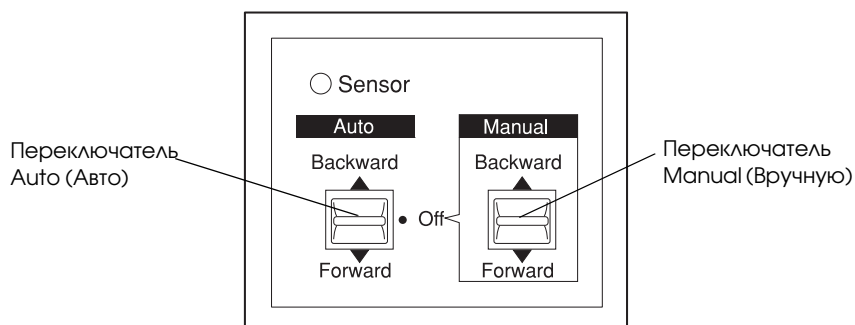 Sensor
Auto
Manual
Переключатель
Auto (Авто)
Backward
Backward
Переключатель
Manual (Вручную)
Off
Forward
Forward